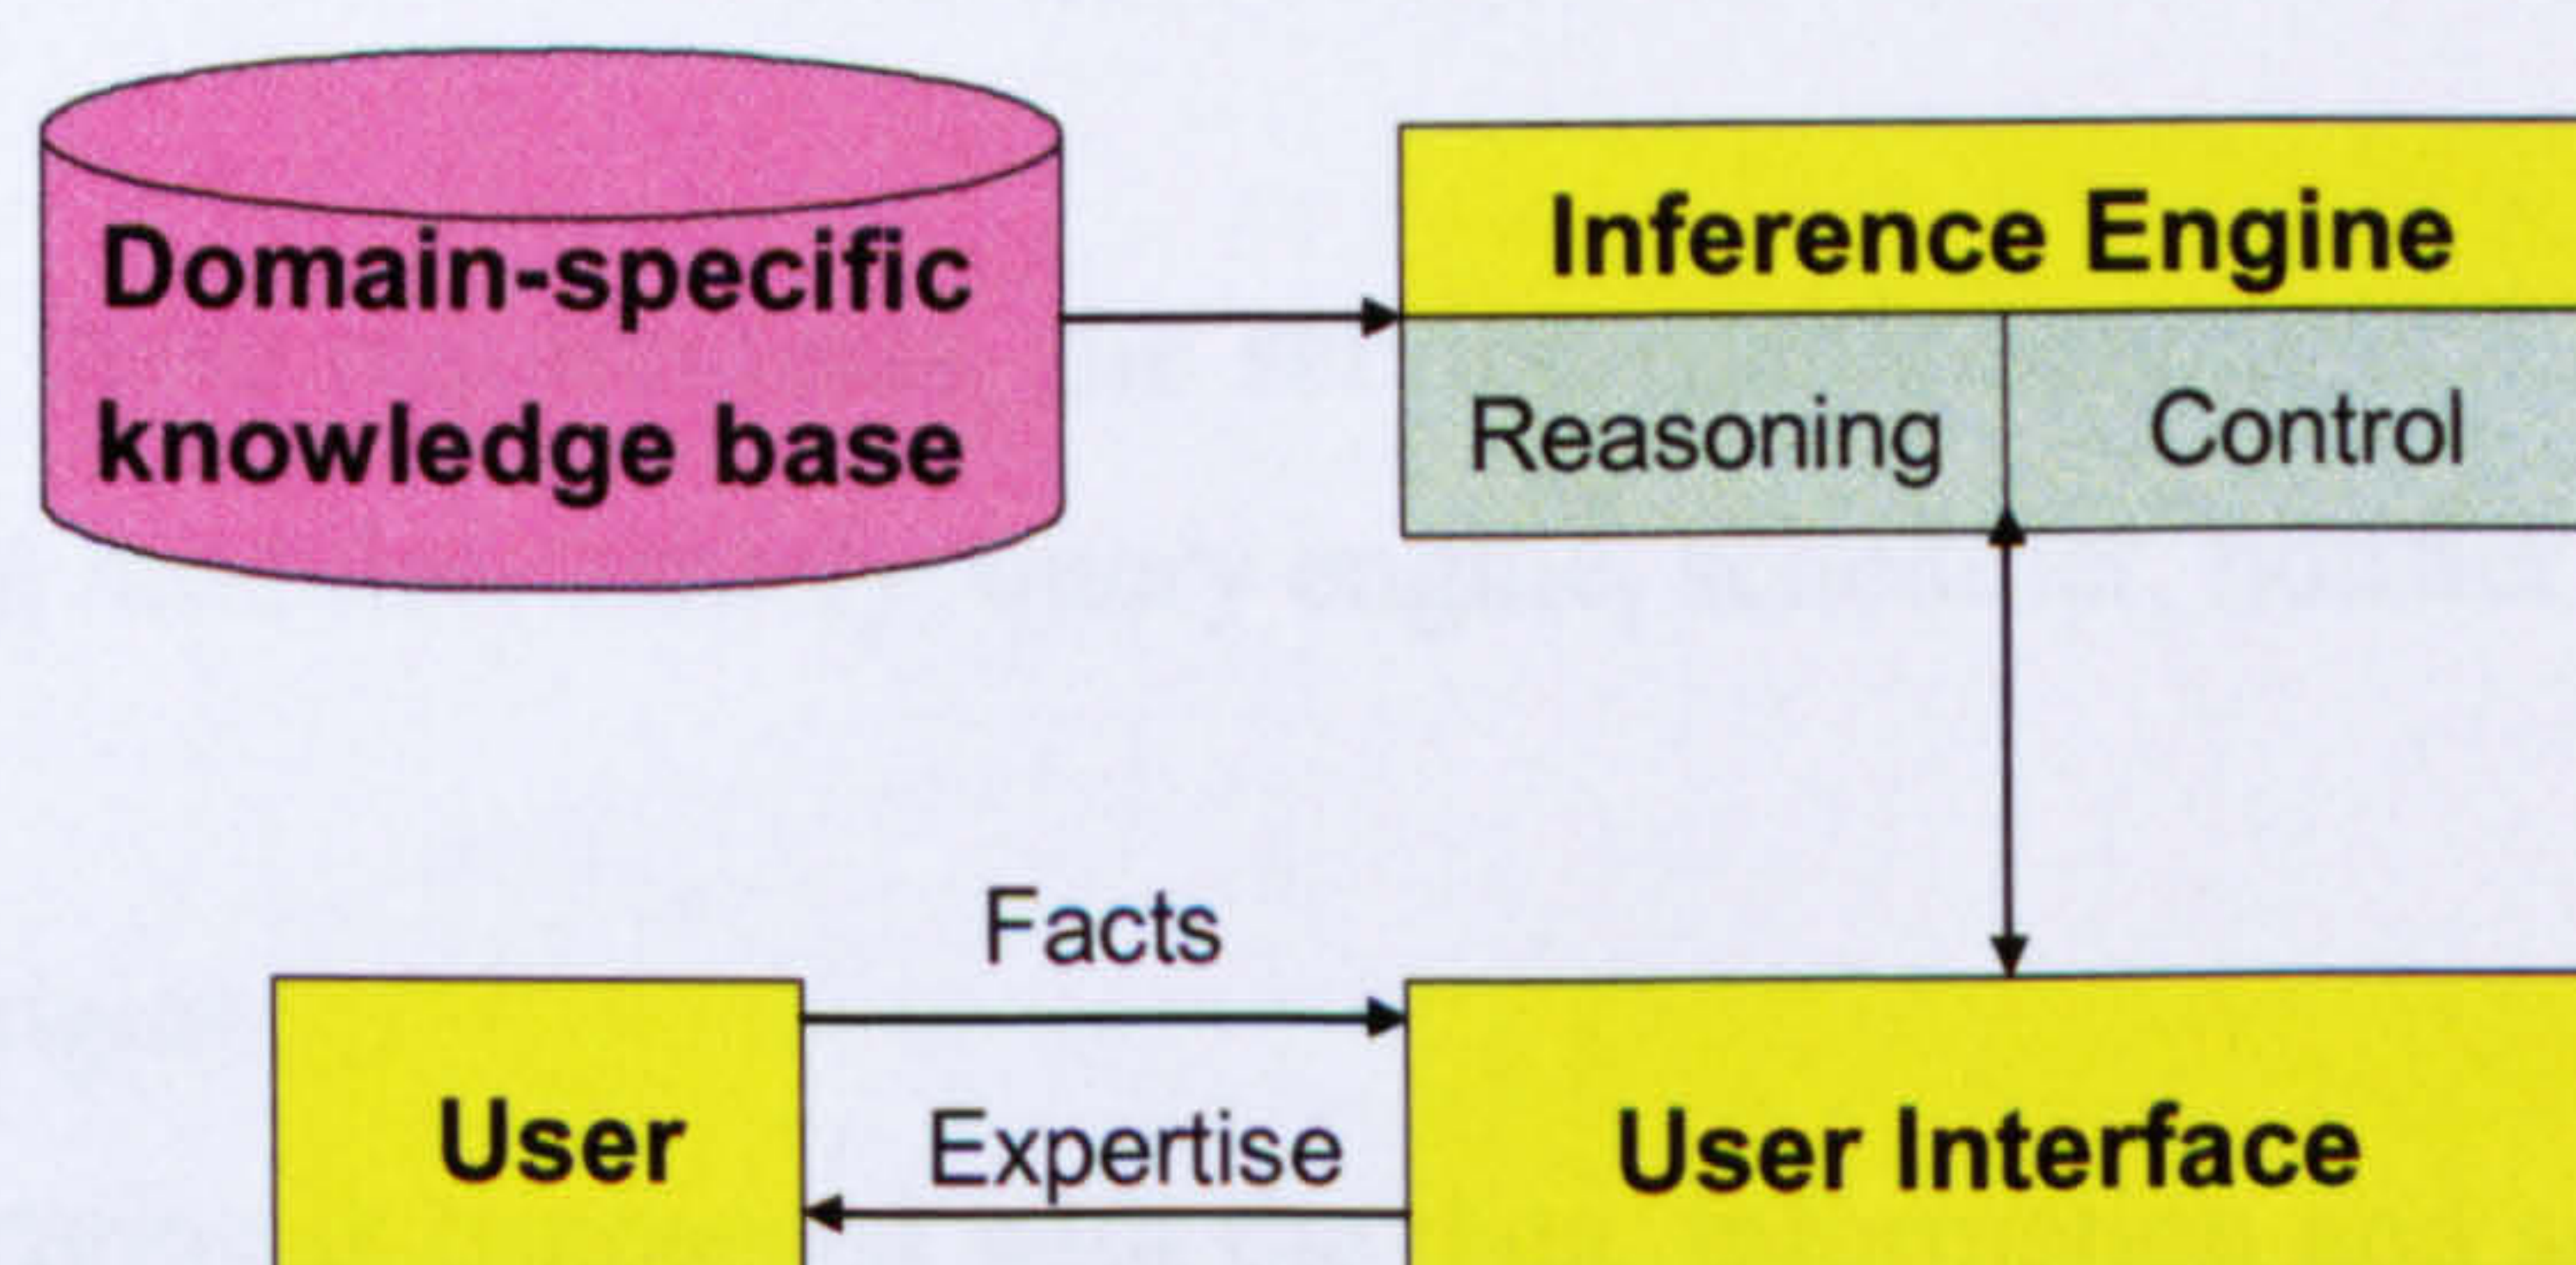 Domain-specific
knowledge base
Inference Engine
Reasoning
Control
Facts
Expertise
User
User Interface